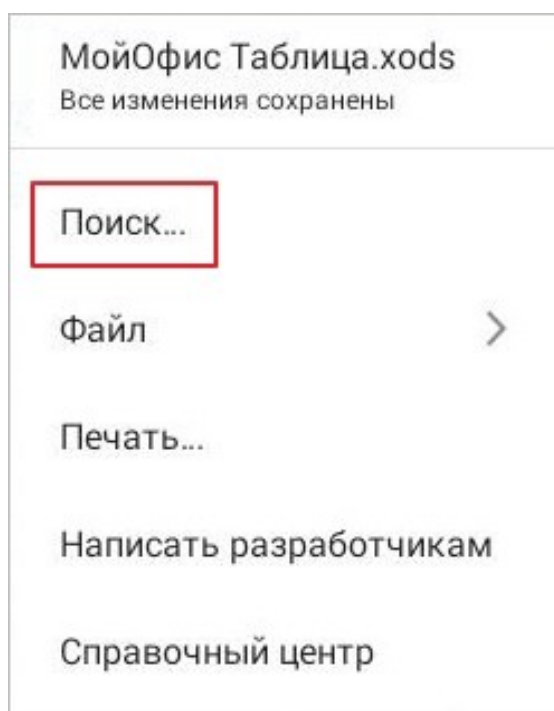 МойОфис Таблица.xods
Все изменения сохранены
Поиск...
Файл
Печать...
Написать разработчикам
Справочный центр